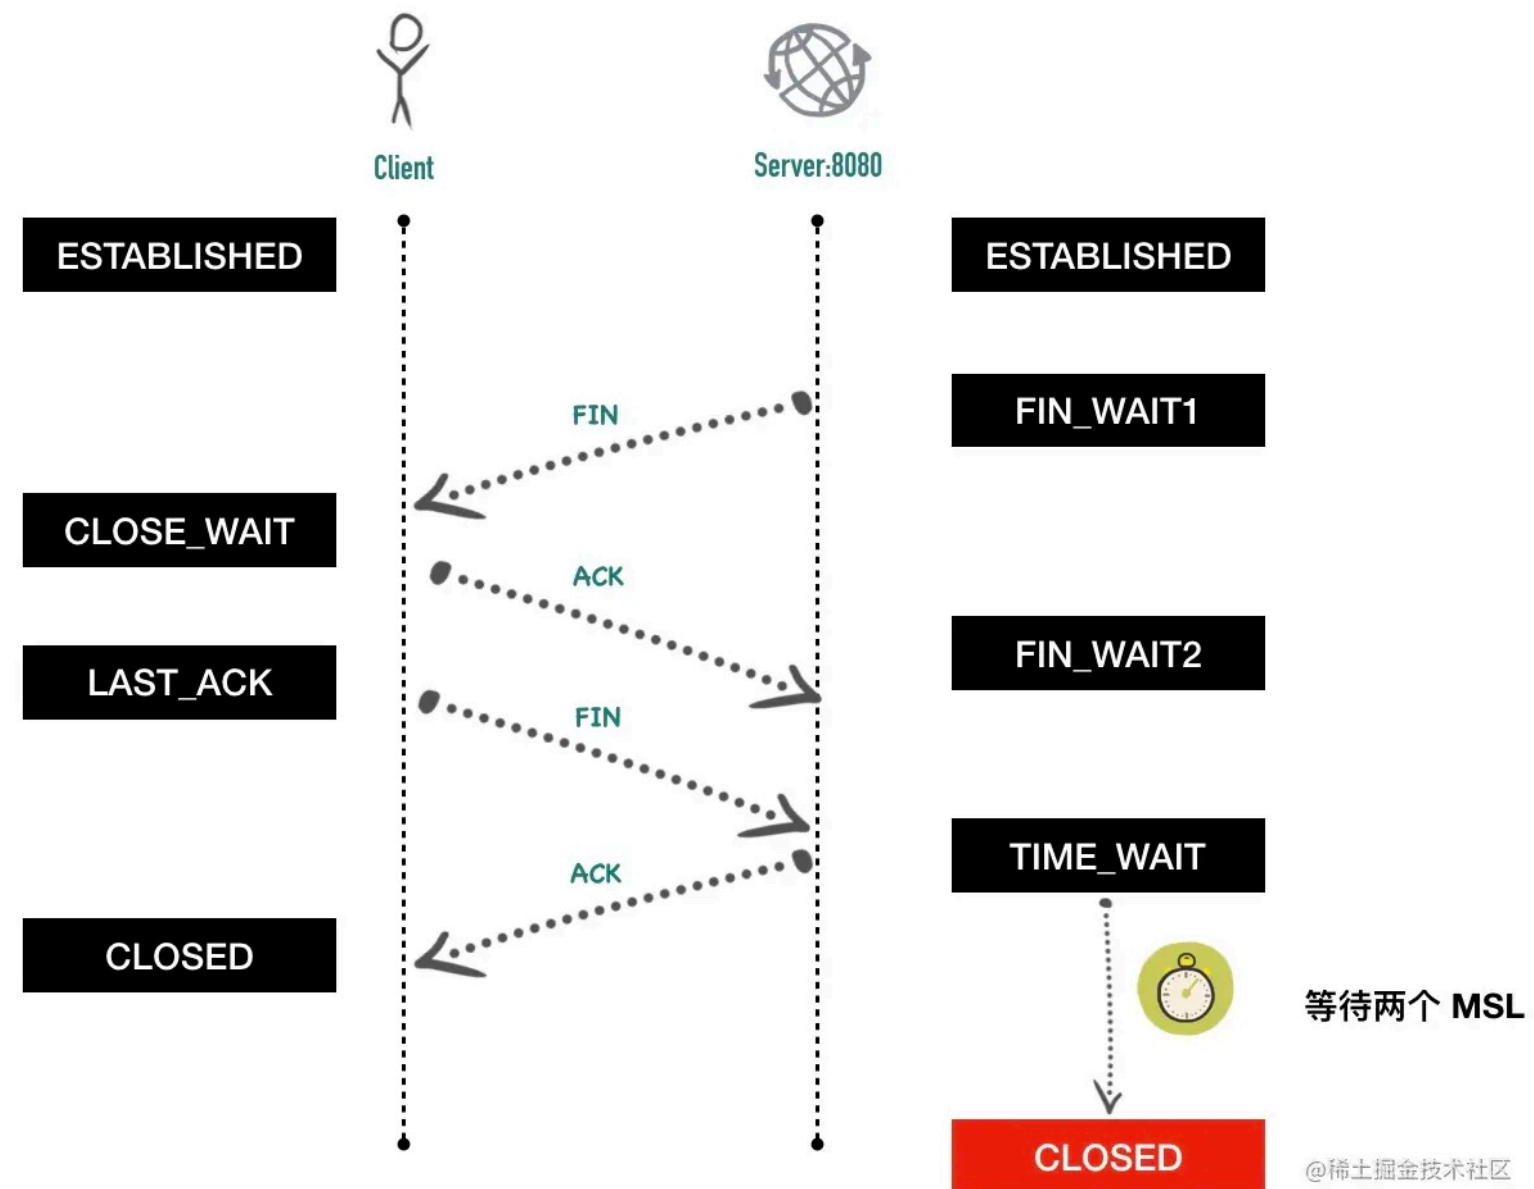 Client
Server:8080
ESTABLISHED
ESTABLISHED
FIN_WAIT1
FIN
CLOSE_WAIT
ACK
FIN_WAIT2
LAST_ACK
FIN
TIME_WAIT
ACK
CLOSED
等待两个 MSL
CLOSED
@稀土掘金技术社区